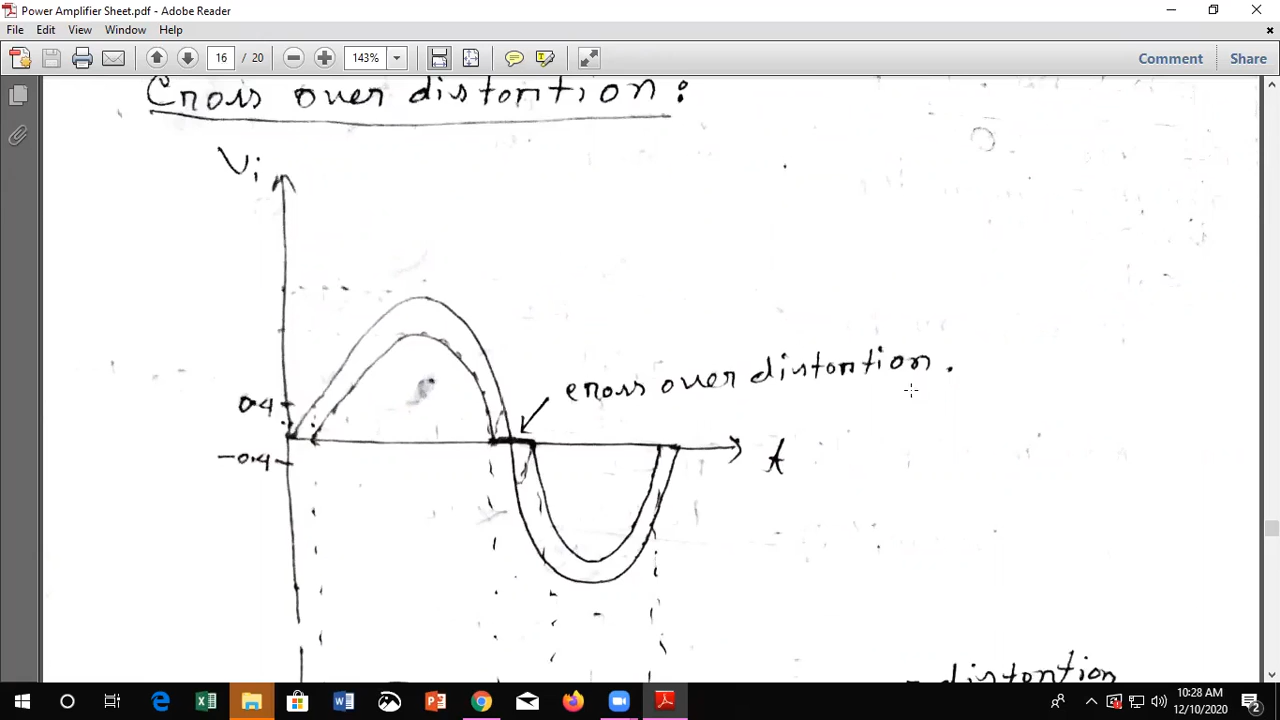 Power Amplifier Sheet.pdf - Adobe Reader
File Edit View Window Help
16 / 20 143% Comment Share
Cross over distortion :
Vi
0.4
cross over distortion .
-0.4
t
- distortion
10:28 AM
12/10/2020
2